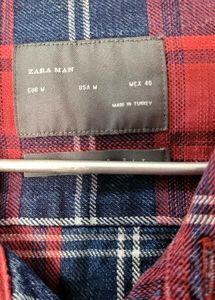 ZARA MAN
EUR M USA M MEX 40
MADE IN TURKEY